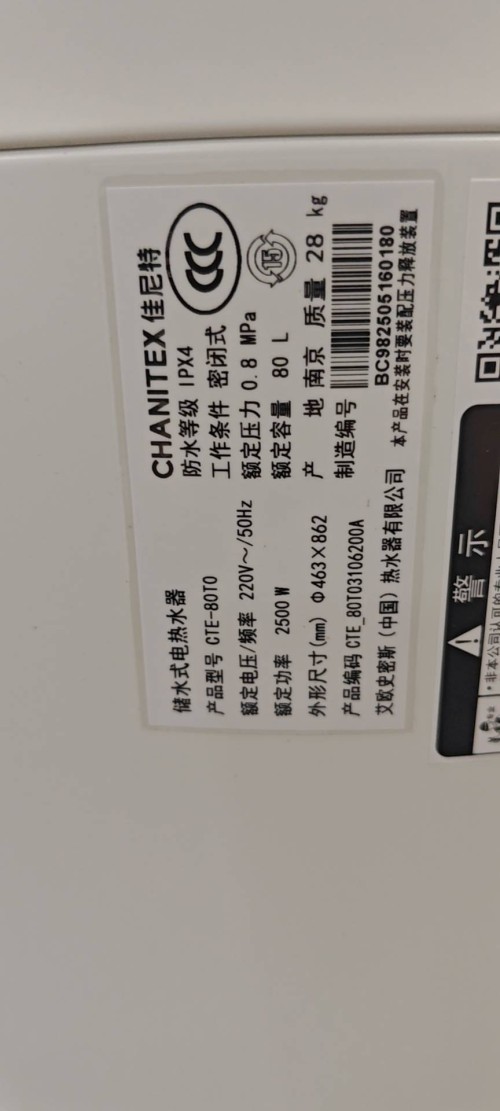 储水式电热水器
CHANITEX 佳尼特
产品型号 CTE-80T0
防水等级 IPX4
额定电压/频率 220V～/50Hz
工作条件 密闭式
额定功率 2500W
额定压力 0.8 MPa
外形尺寸(mm) Φ463×862
额定容量 80 L
产品编码 CTE_80T03106200A
产 地 南京 质量 28 kg
艾欧史密斯（中国）热水器有限公司
制造编号
BC982505160180
本产品在安装时要装配压力释放装置
CCC
15
警示